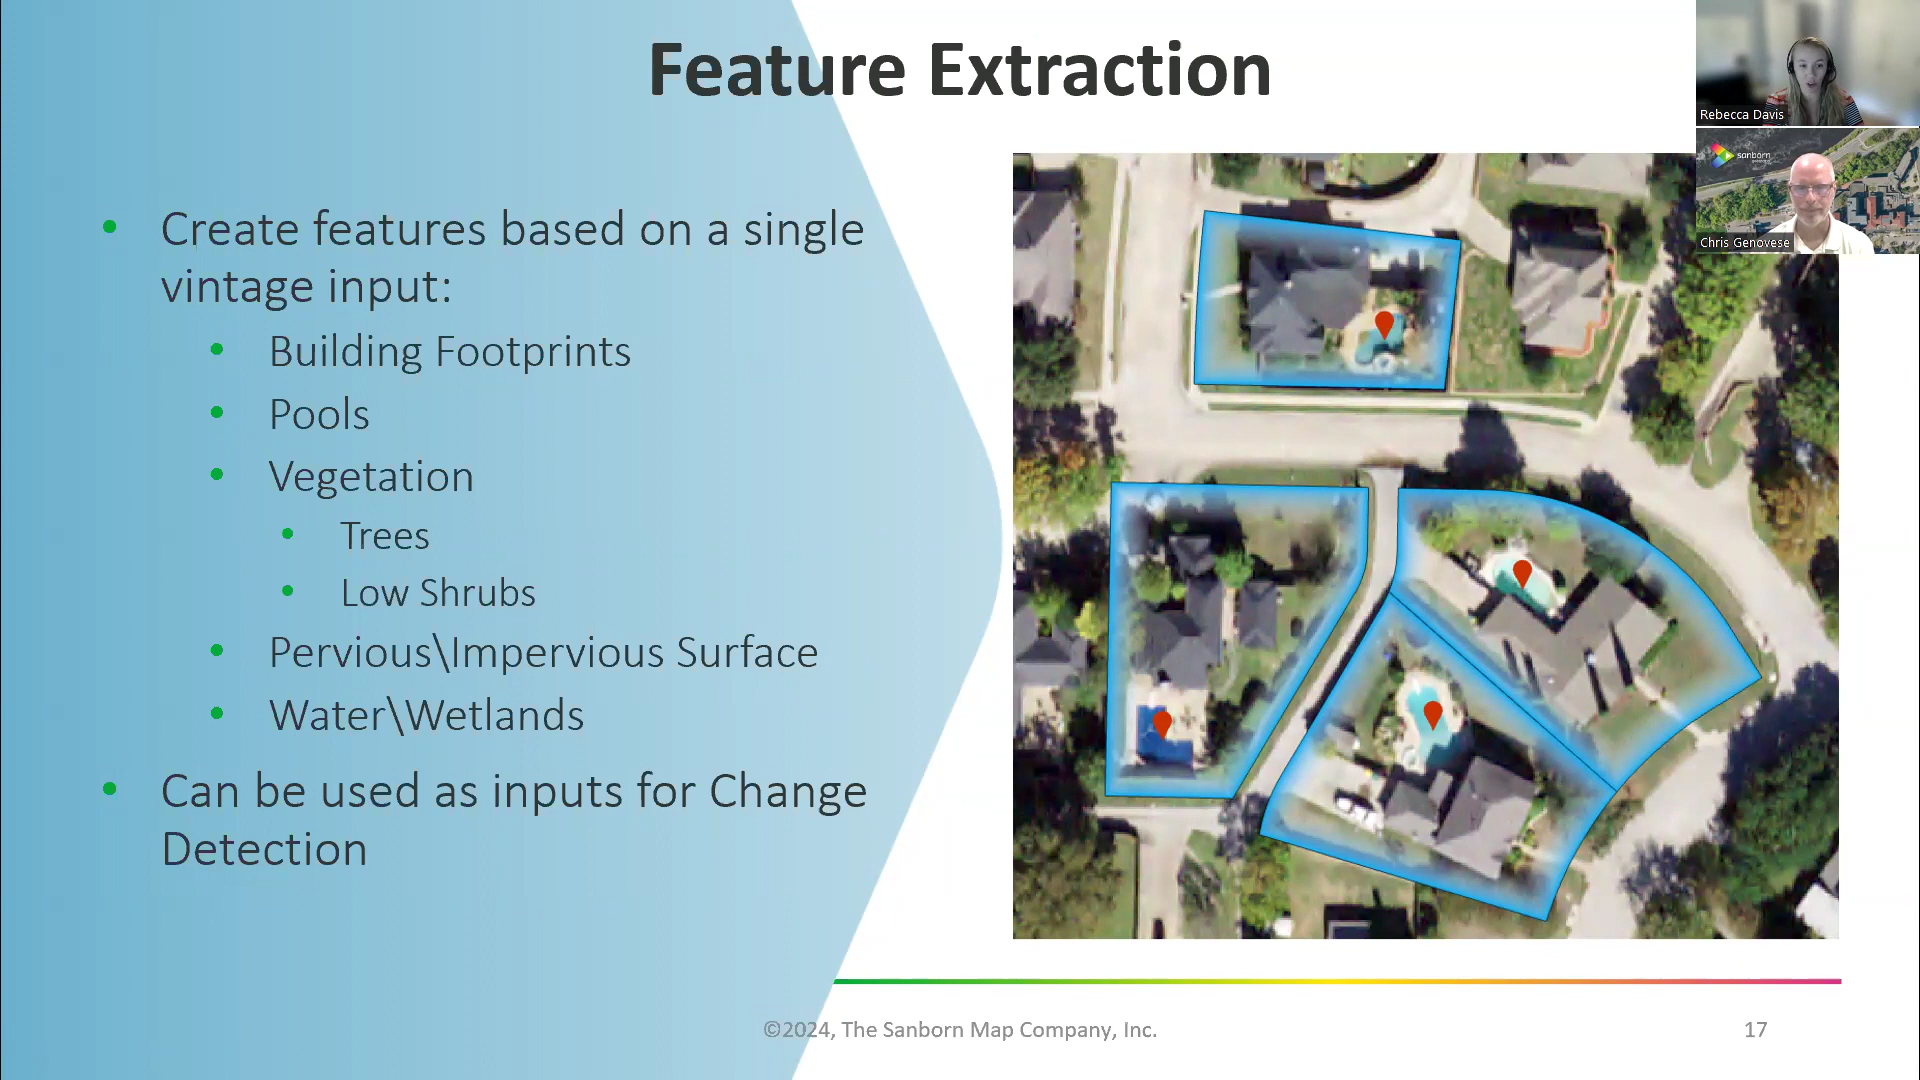 Feature Extraction
Rebecca Davis
sanborn
Chris Genovese
• Create features based on a single
vintage input:
• Building Footprints
• Pools
• Vegetation
• Trees
• Low Shrubs
• Pervious\Impervious Surface
• Water\Wetlands
• Can be used as inputs for Change
Detection
©2024, The Sanborn Map Company, Inc.
17